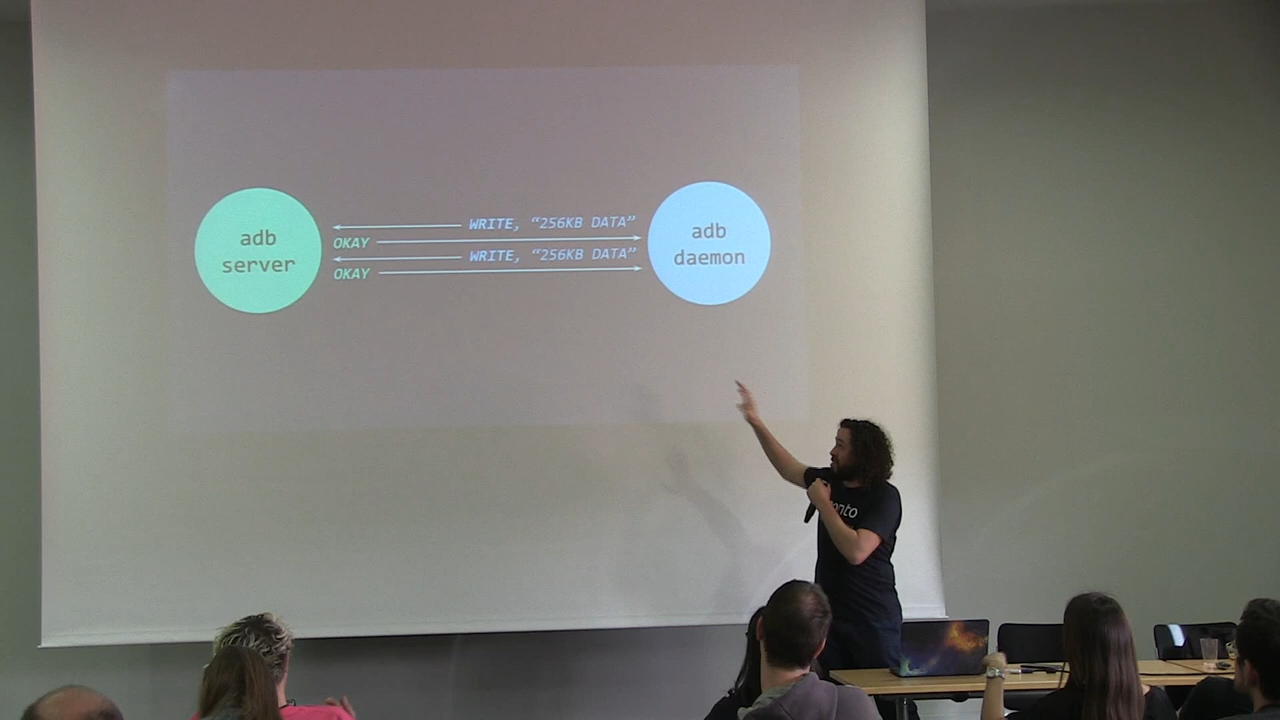 adb
server
WRITE, “256KB DATA”
OKAY
WRITE, “256KB DATA”
OKAY
adb
daemon